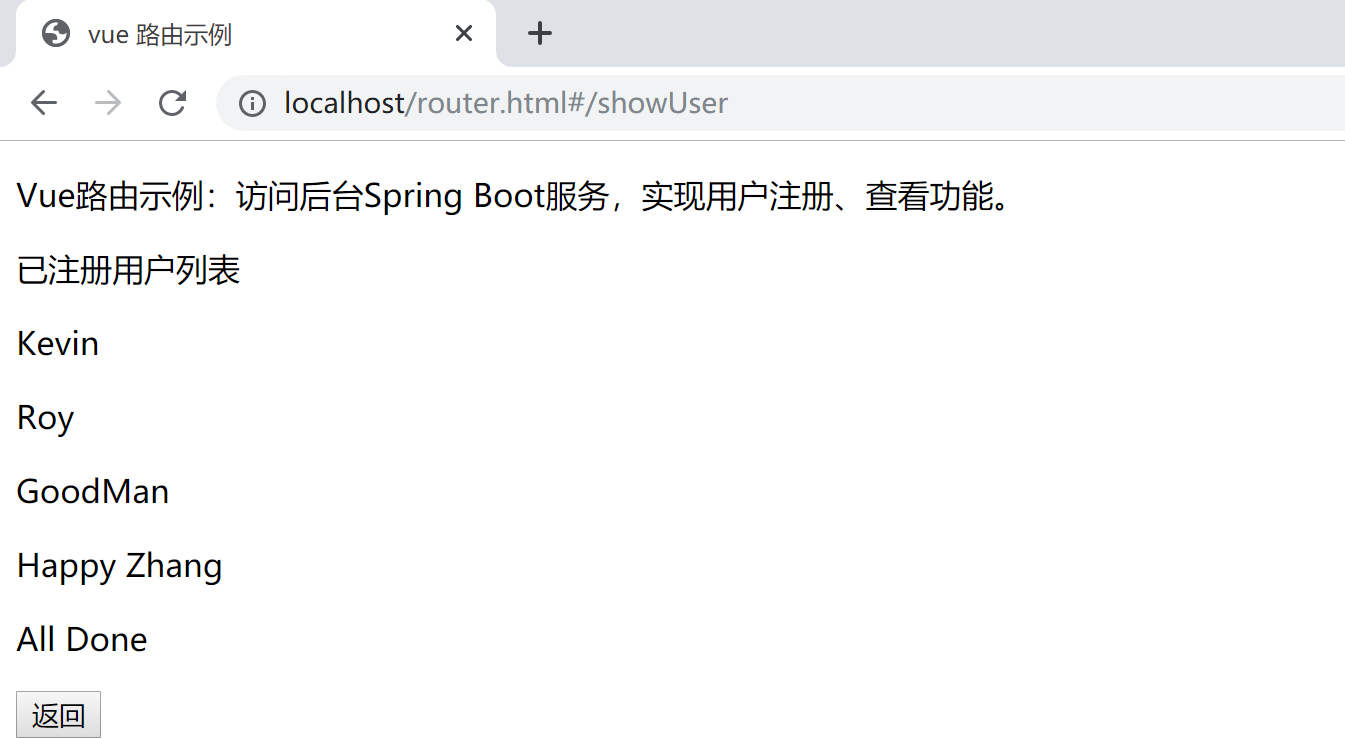 vue 路由示例
localhost/router.html#/showUser
Vue路由示例：访问后台Spring Boot服务，实现用户注册、查看功能。
已注册用户列表
Kevin
Roy
GoodMan
Happy Zhang
All Done
返回